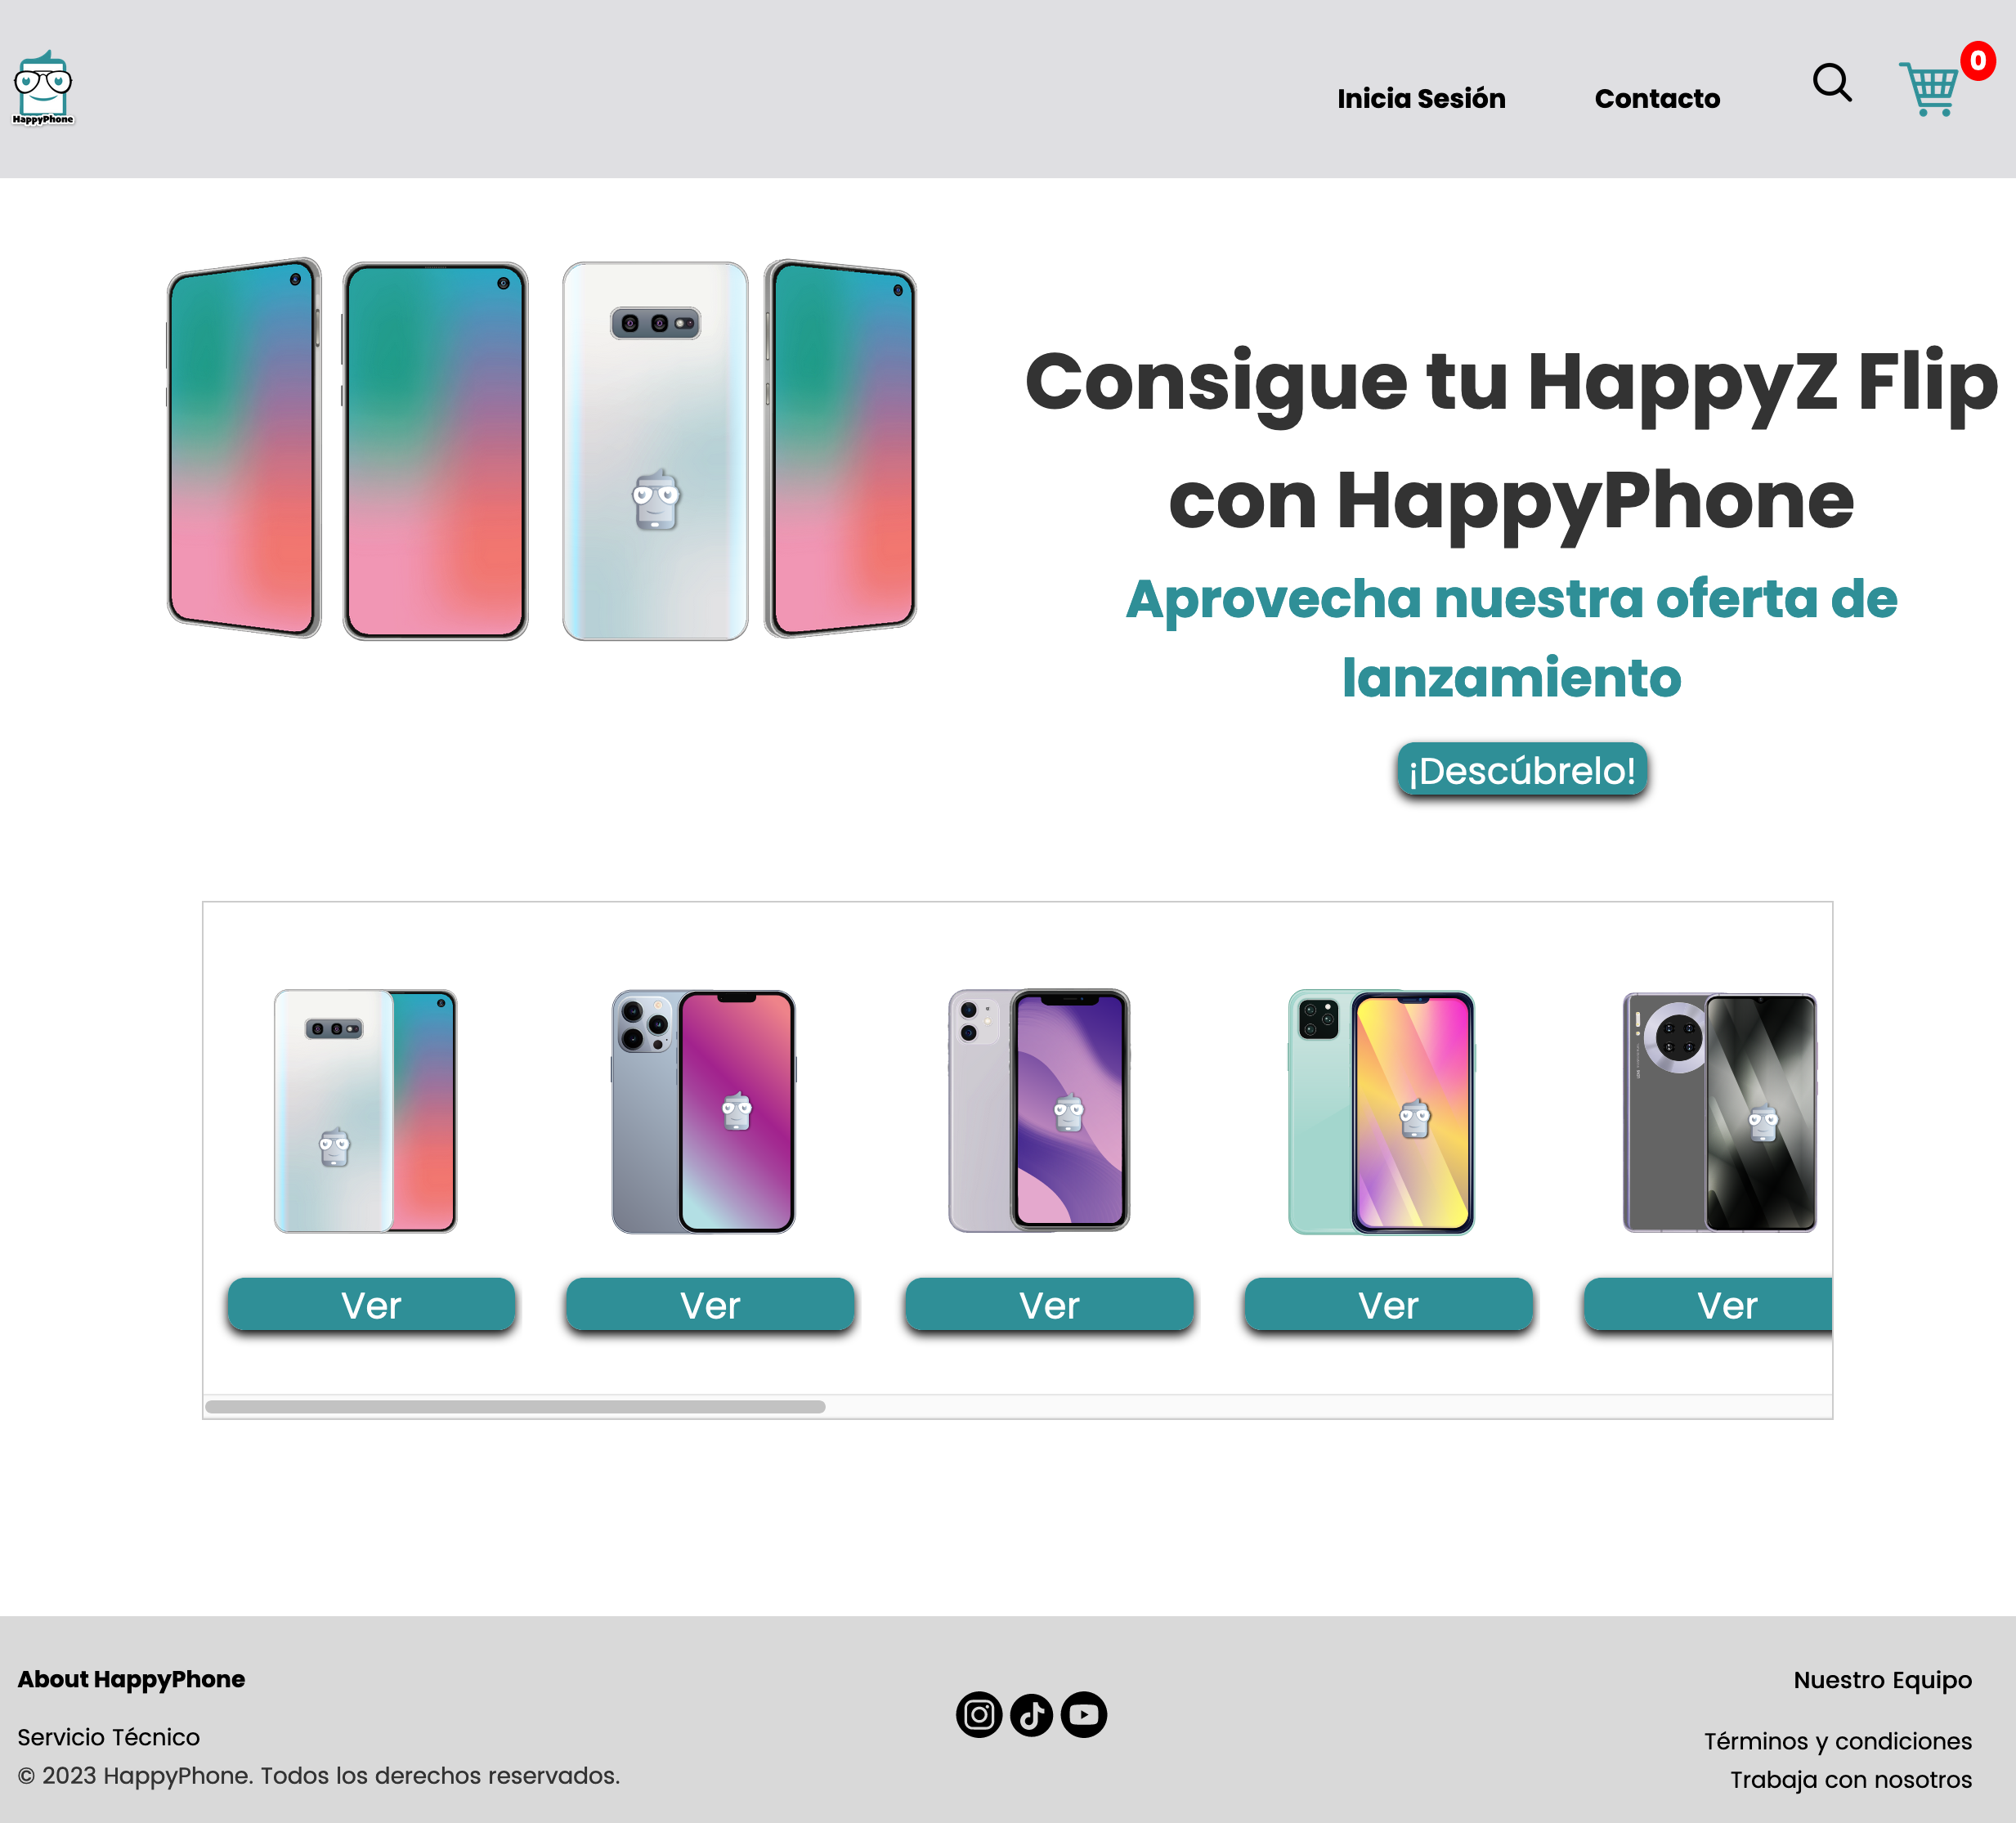 HappyPhone
Inicia Sesión
Contacto
0
Consigue tu HappyZ Flip
con HappyPhone
Aprovecha nuestra oferta de
lanzamiento
¡Descúbrelo!
Ver
Ver
Ver
Ver
Ver
About HappyPhone
Servicio Técnico
© 2023 HappyPhone. Todos los derechos reservados.
Nuestro Equipo
Términos y condiciones
Trabaja con nosotros